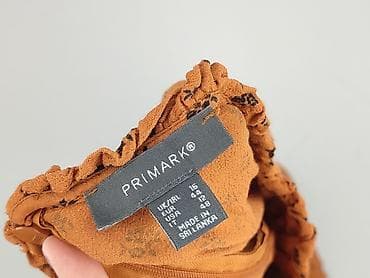 PRIMARK®
UK/IRL 16
EUR 44
USA 12
IT 48
MADE IN
SRI LANKA